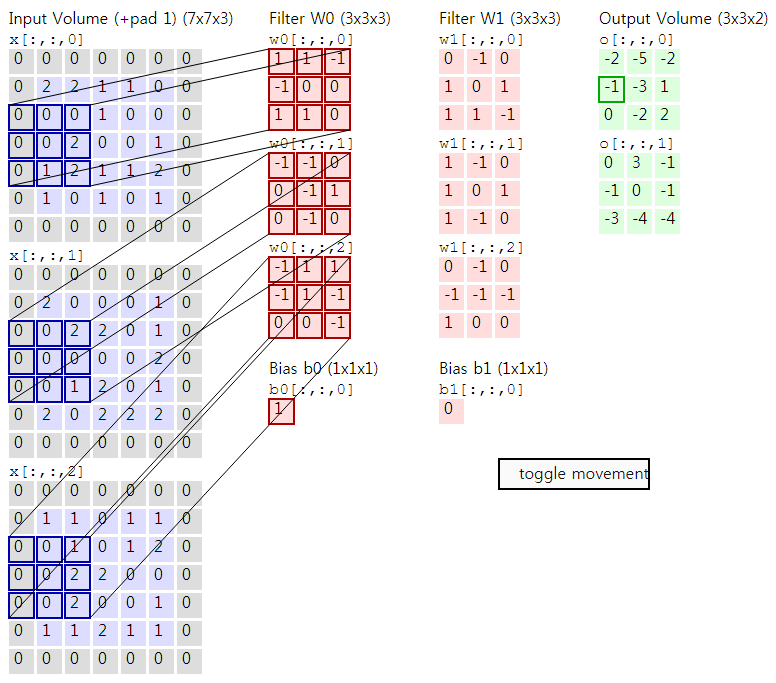 Input Volume (+pad 1) (7x7x3)
x[:,:,0]
0 0 0 0 0 0 0
0 2 2 1 1 0 0
0 0 0 1 0 0 0
0 0 2 0 0 1 0
0 1 2 1 1 2 0
0 1 0 1 0 1 0
0 0 0 0 0 0 0
x[:,:,1]
0 0 0 0 0 0 0
0 2 0 0 0 1 0
0 0 2 2 0 1 0
0 0 0 0 0 2 0
0 0 1 2 0 1 0
0 2 0 2 2 2 0
0 0 0 0 0 0 0
x[:,:,2]
0 0 0 0 0 0 0
0 1 1 0 1 1 0
0 0 1 0 1 2 0
0 0 2 2 0 0 0
0 0 2 0 0 1 0
0 1 1 2 1 1 0
0 0 0 0 0 0 0
Filter W0 (3x3x3)
w0[:,:,0]
1 1 -1
-1 0 0
1 1 0
w0[:,:,1]
-1 -1 0
0 -1 1
0 -1 0
w0[:,:,2]
-1 1 1
-1 1 -1
0 0 -1
Bias b0 (1x1x1)
b0[:,:,0]
1
Filter W1 (3x3x3)
w1[:,:,0]
0 -1 0
1 0 1
1 1 -1
w1[:,:,1]
1 -1 0
1 0 1
1 -1 0
w1[:,:,2]
0 -1 0
-1 -1 -1
1 0 0
Bias b1 (1x1x1)
b1[:,:,0]
0
Output Volume (3x3x2)
o[:,:,0]
-2 -5 -2
-1 -3 1
0 -2 2
o[:,:,1]
0 3 -1
-1 0 -1
-3 -4 -4
toggle movement